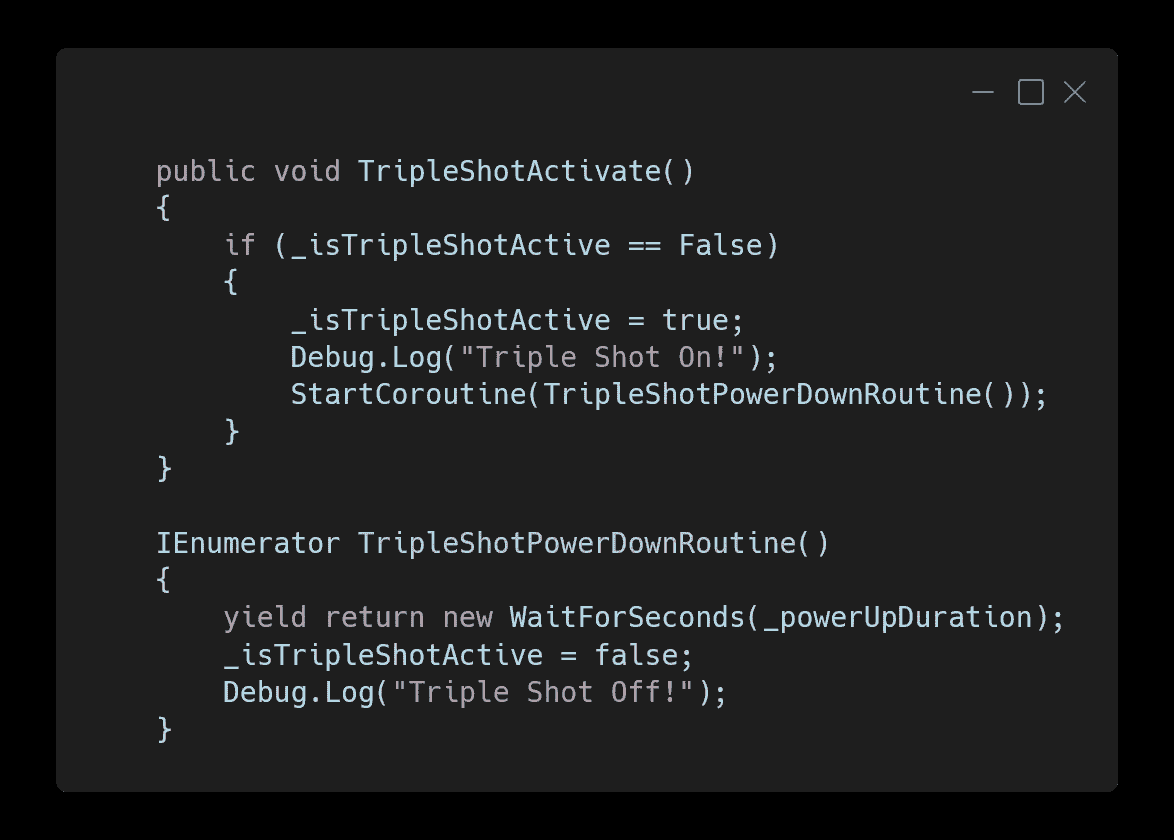 public void TripleShotActivate()
{
    if (_isTripleShotActive == False)
    {
        _isTripleShotActive = true;
        Debug.Log("Triple Shot On!");
        StartCoroutine(TripleShotPowerDownRoutine());
    }
}

IEnumerator TripleShotPowerDownRoutine()
{
    yield return new WaitForSeconds(_powerUpDuration);
    _isTripleShotActive = false;
    Debug.Log("Triple Shot Off!");
}